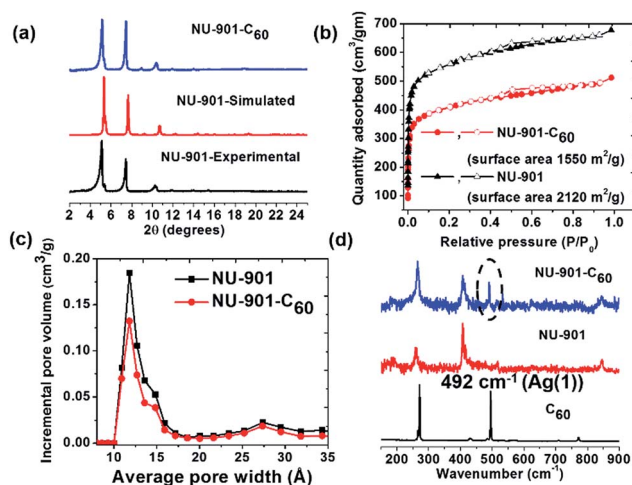 (a)
NU-901-C60
NU-901-Simulated
NU-901-Experimental
2 4 6 8 10 12 14 16 18 20 22 24
2θ (degrees)
(b)
Quantity adsorbed (cm3/gm)
700
600
500
400
300
200
100
, NU-901-C60
(surface area 1550 m2/g)
, NU-901
(surface area 2120 m2/g)
0.0 0.2 0.4 0.6 0.8 1.0
Relative pressure (P/P0)
(c)
Incremental pore volume (cm3/g)
0.20
0.15
0.10
0.05
0.00
NU-901
NU-901-C60
10 15 20 25 30 35
Average pore width (Å)
(d)
NU-901-C60
NU-901
492 cm-1 (Ag(1))
C60
200 300 400 500 600 700 800 900
Wavenumber (cm-1)